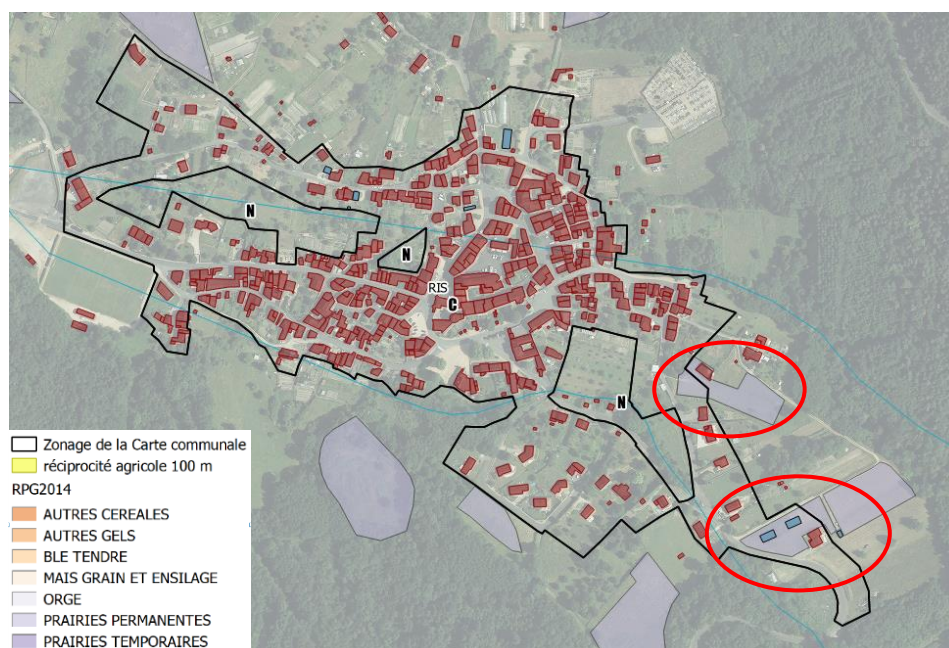 N
N
RIS
C
N
Zonage de la Carte communale
réciprocité agricole 100 m
RPG2014
AUTRES CEREALES
AUTRES GELS
BLE TENDRE
MAIS GRAIN ET ENSILAGE
ORGE
PRAIRIES PERMANENTES
PRAIRIES TEMPORAIRES